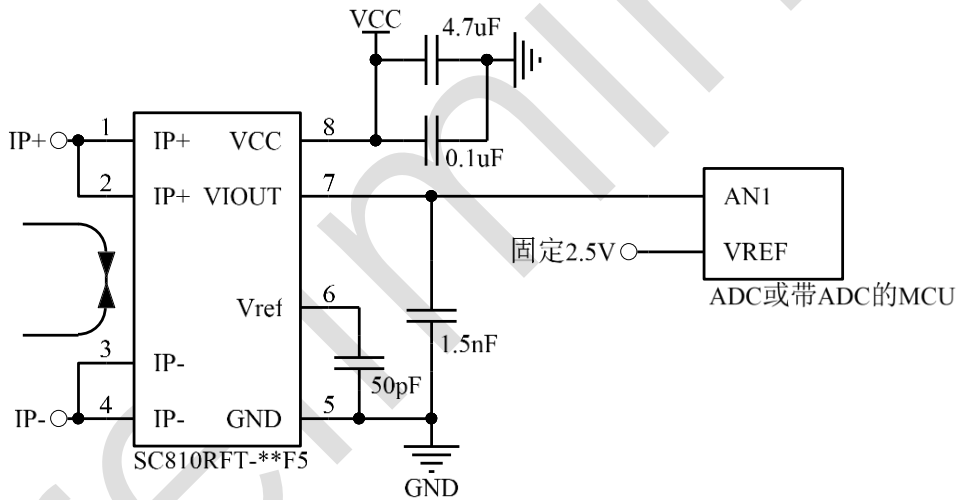 VCC
4.7uF
IP+
1
IP+
VCC
8
0.1uF
2
IP+
VIOUT
7
AN1
固定2.5V
VREF
ADC或带ADC的MCU
Vref
6
1.5nF
3
IP-
50pF
IP-
4
IP-
GND
5
SC810RFT-**F5
GND